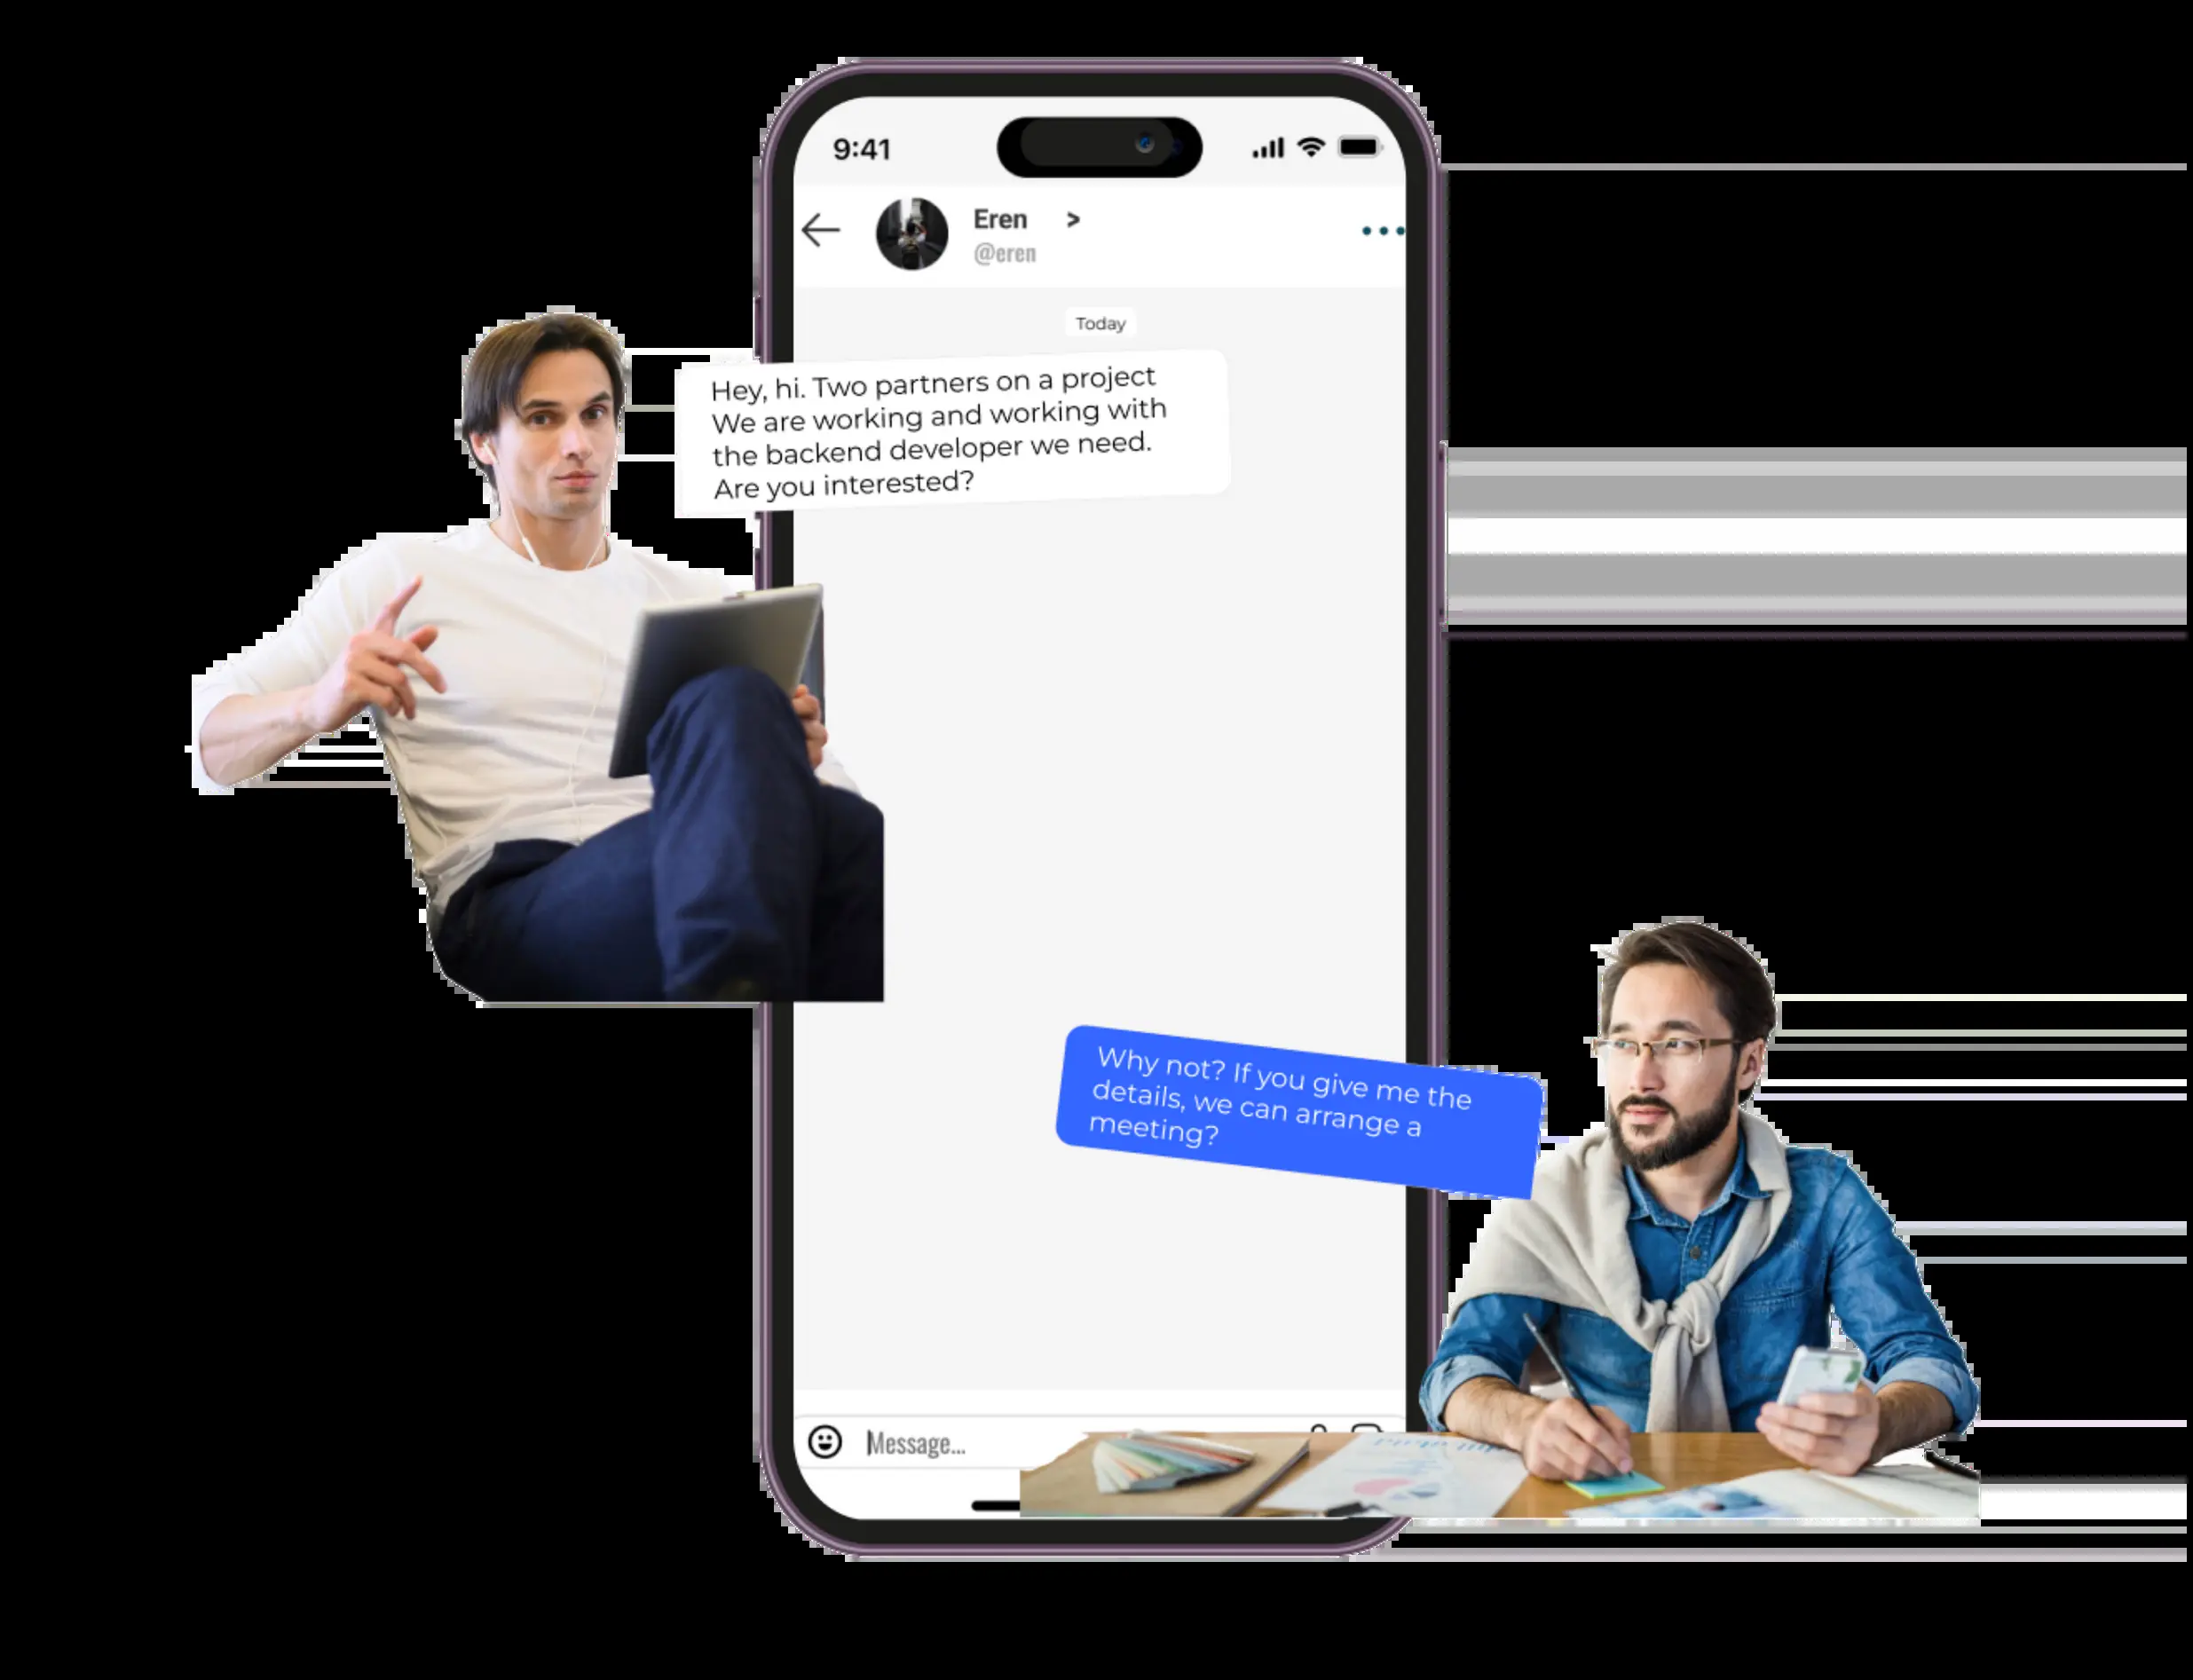 9:41
Eren >
@eren
Today
Hey, hi. Two partners on a project
We are working and working with
the backend developer we need.
Are you interested?
Why not? If you give me the
details, we can arrange a
meeting?
Message...